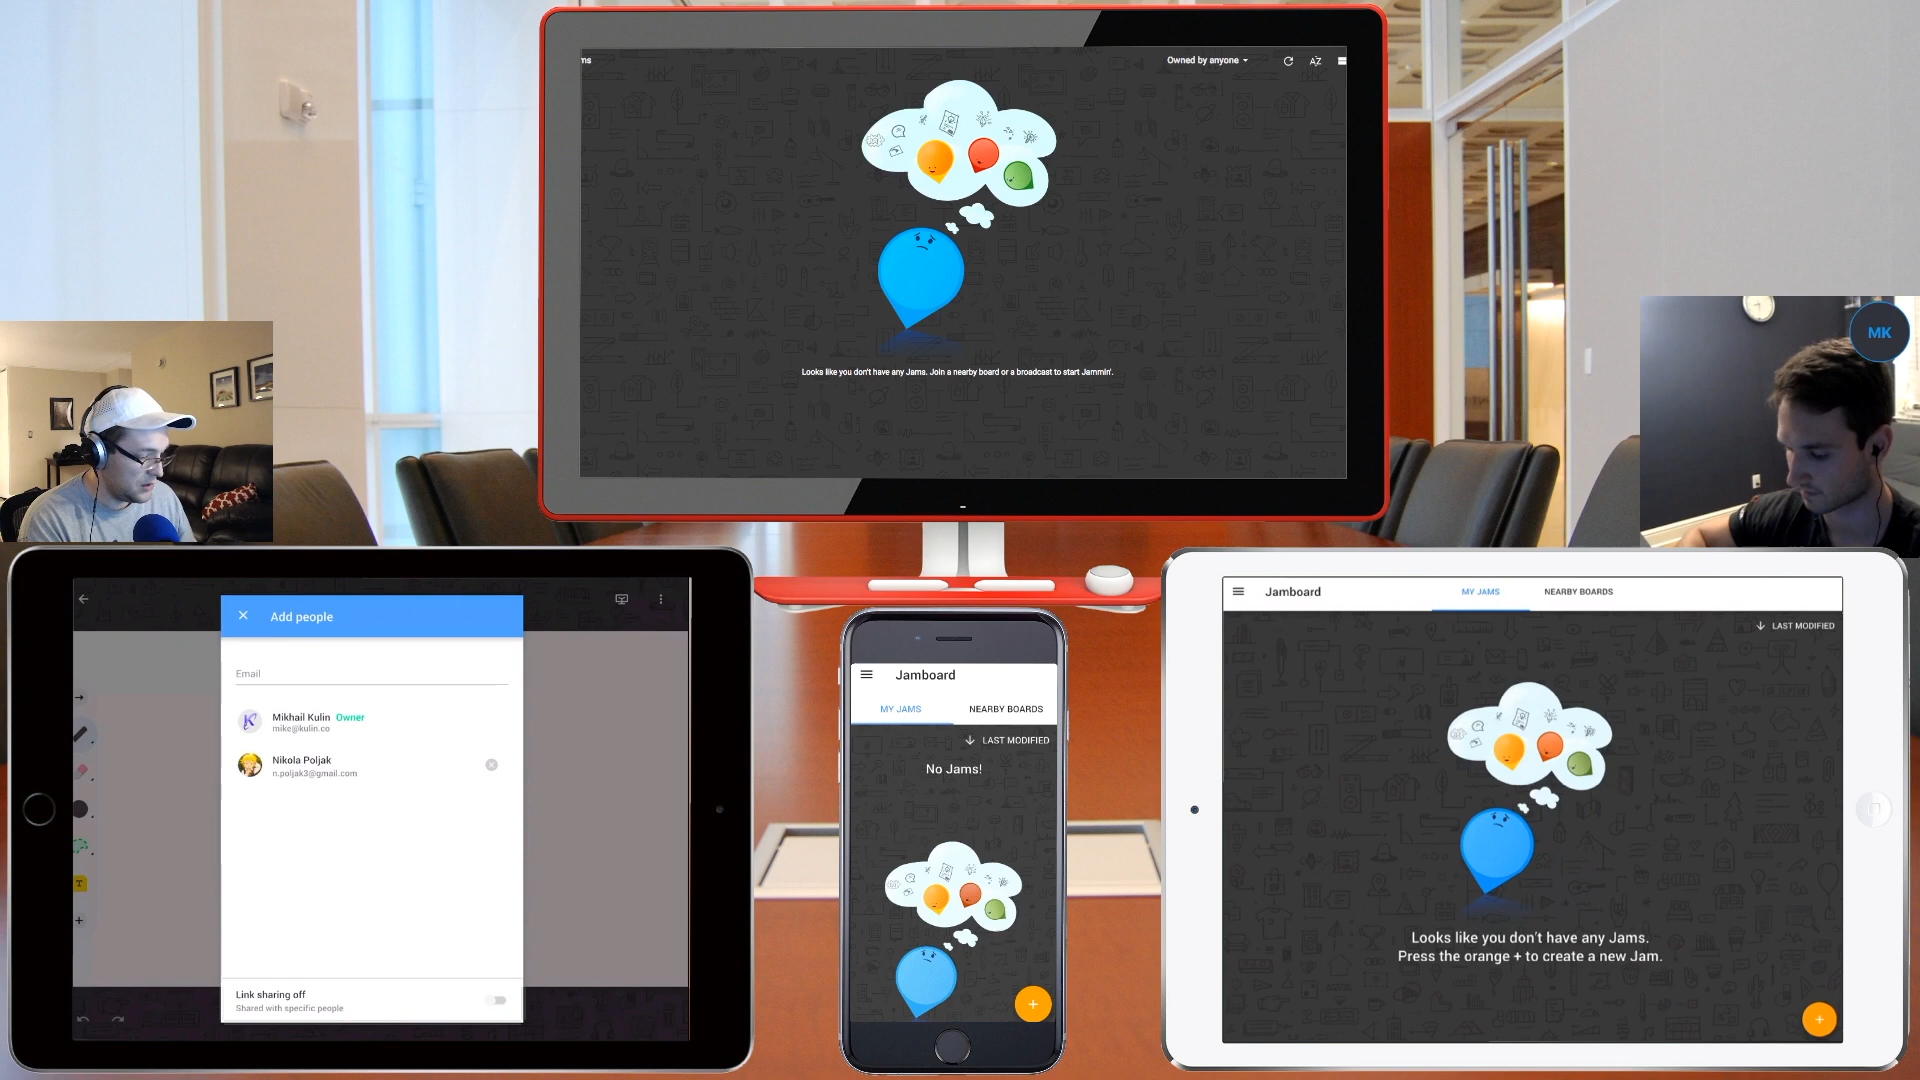 ms
Owned by anyone
AZ
Looks like you don't have any Jams. Join a nearby board or a broadcast to start Jammin'.
MK
Add people
Email
Mikhail Kulin Owner
mike@kulin.co
Nikola Poljak
n.poljak3@gmail.com
Link sharing off
Shared with specific people
T
Jamboard
MY JAMS
NEARBY BOARDS
LAST MODIFIED
No Jams!
Jamboard
MY JAMS
NEARBY BOARDS
LAST MODIFIED
Looks like you don't have any Jams.
Press the orange + to create a new Jam.